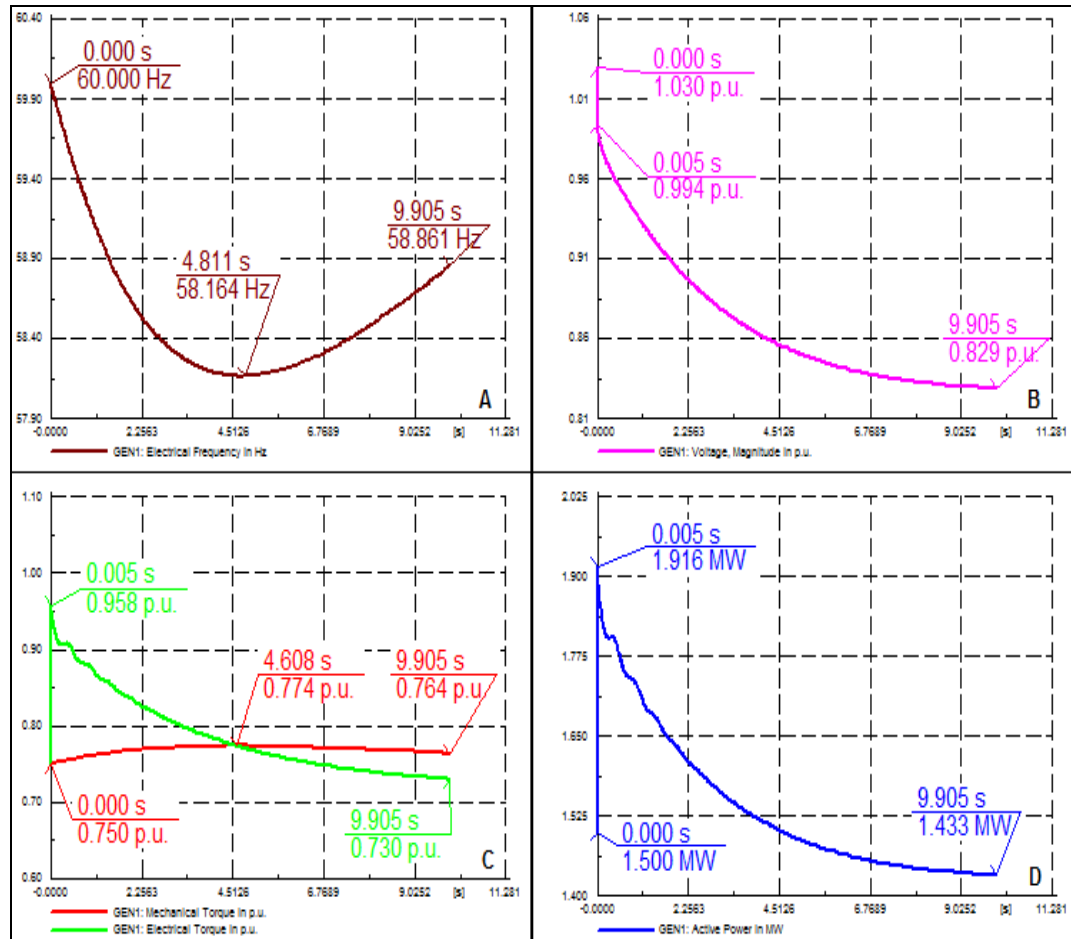 60.40
59.90
59.40
58.90
58.40
57.90
0.000 s
60.000 Hz
4.811 s
58.164 Hz
9.905 s
58.861 Hz
A
-0.0000 2.2563 4.5126 6.7689 9.0252 [s] 11.281
GEN1: Electrical Frequency in Hz
1.06
1.01
0.96
0.91
0.86
0.81
0.000 s
1.030 p.u.
0.005 s
0.994 p.u.
9.905 s
0.829 p.u.
B
-0.0000 2.2563 4.5126 6.7689 9.0252 [s] 11.281
GEN1: Voltage, Magnitude in p.u.
1.10
1.00
0.90
0.80
0.70
0.60
0.005 s
0.958 p.u.
4.608 s
0.774 p.u.
9.905 s
0.764 p.u.
0.000 s
0.750 p.u.
9.905 s
0.730 p.u.
C
-0.0000 2.2563 4.5126 6.7689 9.0252 [s] 11.281
GEN1: Mechanical Torque in p.u.
GEN1: Electrical Torque in p.u.
2.025
1.900
1.775
1.650
1.525
1.400
0.005 s
1.916 MW
0.000 s
1.500 MW
9.905 s
1.433 MW
D
-0.0000 2.2563 4.5126 6.7689 9.0252 [s] 11.281
GEN1: Active Power in MW